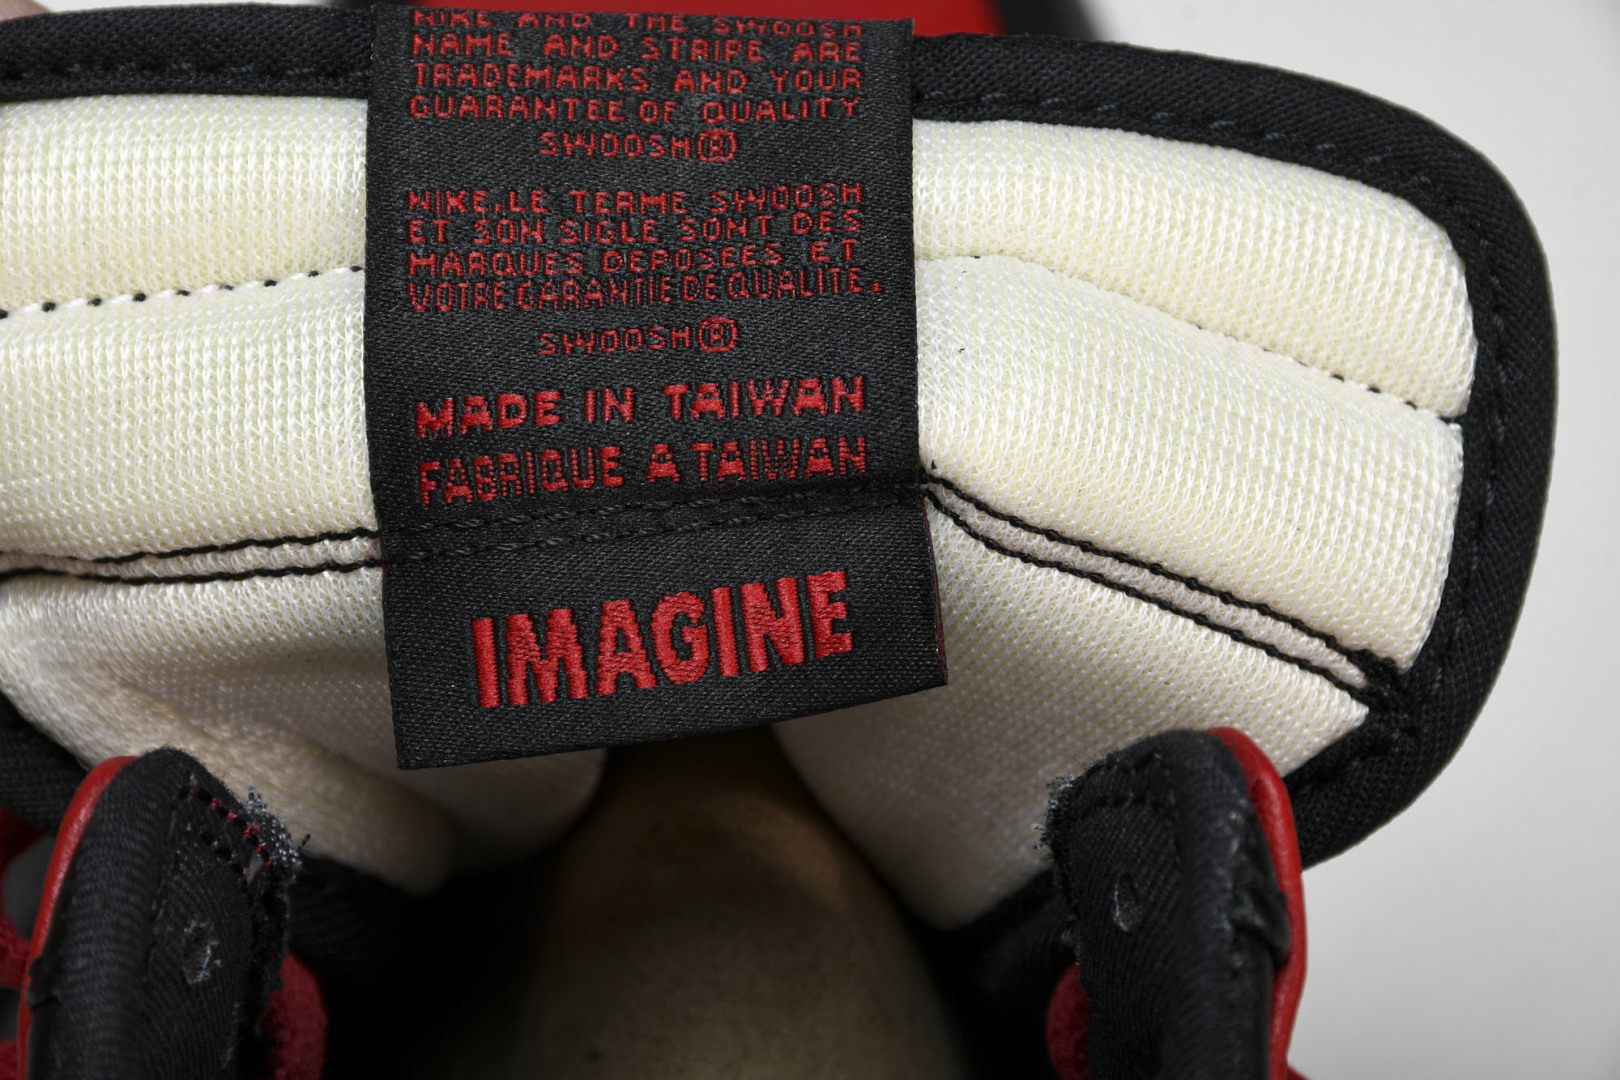 NIKE AND THE SWOOSH
NAME AND STRIPE ARE
TRADEMARKS AND YOUR
GUARANTEE OF QUALITY
SWOOSH®
NIKE, LE TERME SWOOSH
ET SON SIGLE SONT DES
MARQUES DEPOSEES ET
VOTRE GARANTIE DE QUALITE.
SWOOSH®
MADE IN TAIWAN
FABRIQUE A TAIWAN
IMAGINE